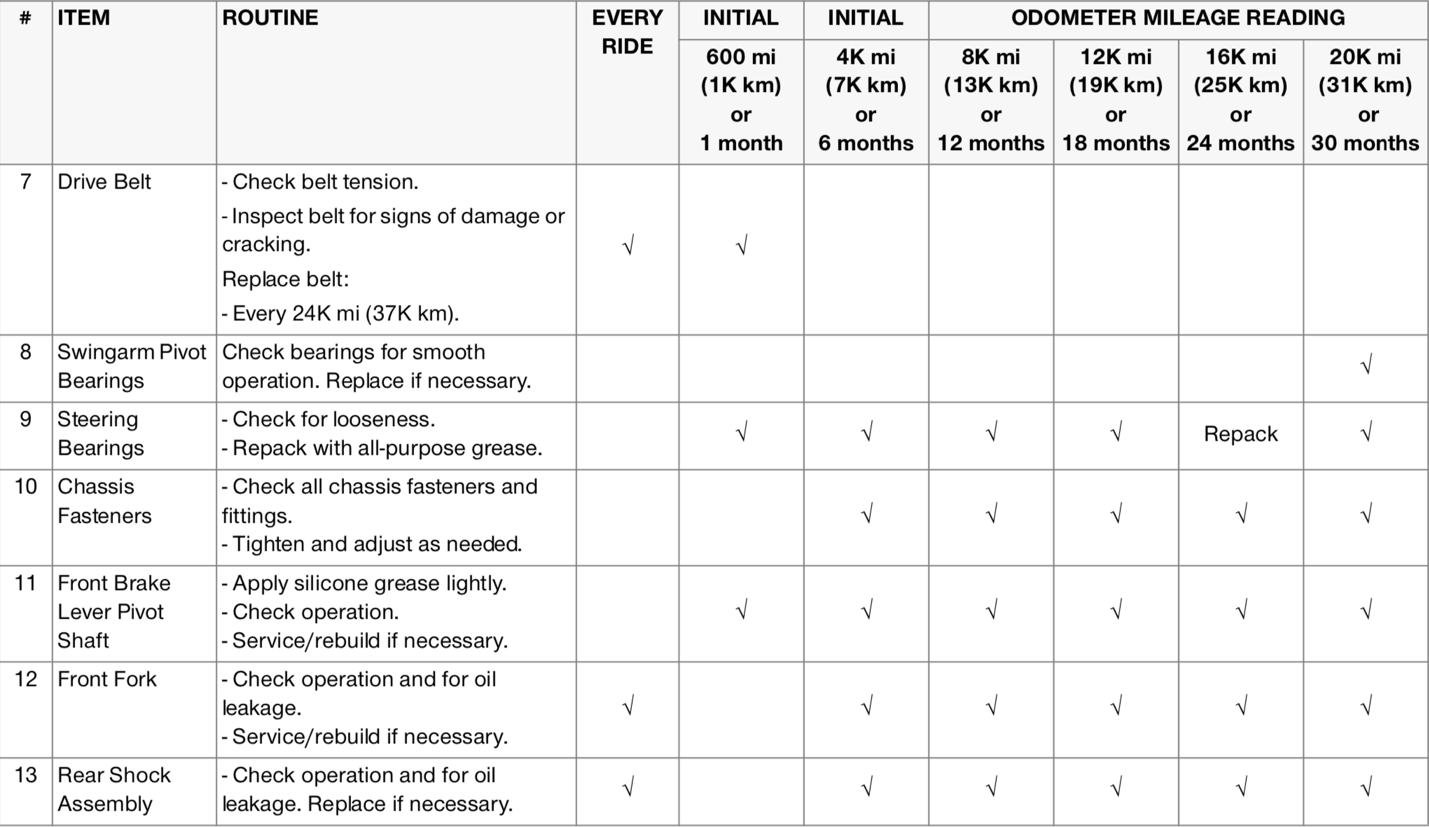 # ITEM ROUTINE EVERY RIDE INITIAL INITIAL ODOMETER MILEAGE READING
600 mi (1K km) or 1 month
4K mi (7K km) or 6 months
8K mi (13K km) or 12 months
12K mi (19K km) or 18 months
16K mi (25K km) or 24 months
20K mi (31K km) or 30 months
7 Drive Belt
- Check belt tension.
- Inspect belt for signs of damage or
cracking.
Replace belt:
- Every 24K mi (37K km).
√ √
8 Swingarm Pivot
Bearings
Check bearings for smooth
operation. Replace if necessary.
√
9 Steering
Bearings
- Check for looseness.
- Repack with all-purpose grease.
√ √ √ √ Repack √
10 Chassis
Fasteners
- Check all chassis fasteners and
fittings.
- Tighten and adjust as needed.
√ √ √ √ √
11 Front Brake
Lever Pivot
Shaft
- Apply silicone grease lightly.
- Check operation.
- Service/rebuild if necessary.
√ √ √ √ √ √
12 Front Fork
- Check operation and for oil
leakage.
- Service/rebuild if necessary.
√ √ √ √ √ √
13 Rear Shock
Assembly
- Check operation and for oil
leakage. Replace if necessary.
√ √ √ √ √ √